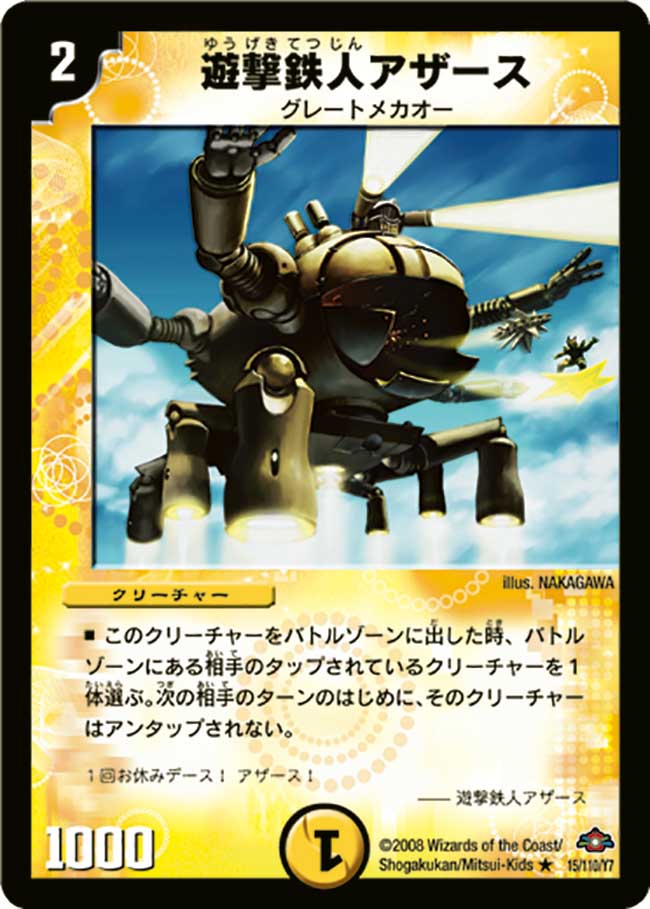 2
ゆうげきてつじん
遊撃鉄人アザース
グレートメカオー
illus. NAKAGAWA
クリーチャー
■ このクリーチャーをバトルゾーンに出した時、バトル
ゾーンにある相手のタップされているクリーチャーを1
体選ぶ。次の相手のターンのはじめに、そのクリーチャー
はアンタップされない。
1回お休みデース! アザース!
—— 遊撃鉄人アザース
1000
1
©2008 Wizards of the Coast/
Shogakukan/Mitsui-Kids ★ 15/110/Y7